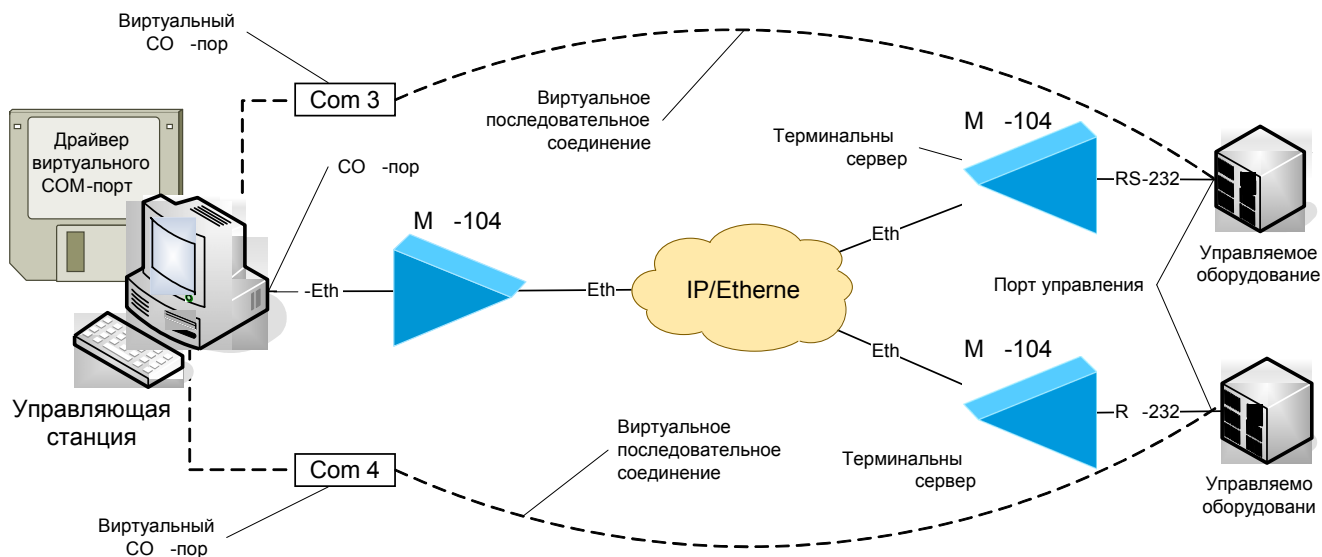 Виртуальный
СО -пор
Com 3
Драйвер
виртуального
СОМ-порт
СО -пор
Виртуальное
последовательное
соединение
Терминальны
сервер
М -104
RS-232
Управляемое
оборудование
М -104
-Eth
Eth
IP/Etherne
Eth
Порт управления
Eth
М -104
R -232
Терминальны
сервер
Управляемо
оборудовани
Управляющая
станция
Com 4
Виртуальное
последовательное
соединение
Виртуальный
СО -пор